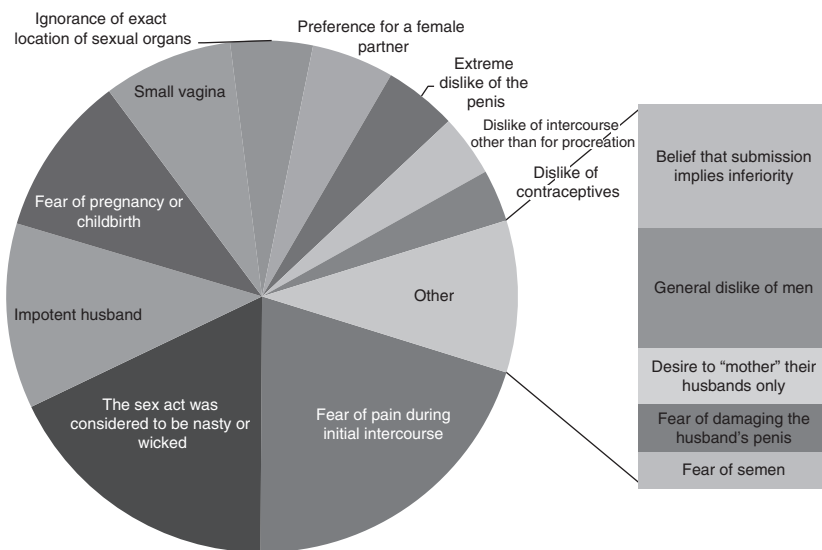 Ignorance of exact
location of sexual organs
Preference for a female
partner
Extreme
dislike of the
penis
Dislike of intercourse
other than for procreation
Dislike of
contraceptives
Small vagina
Fear of pregnancy or
childbirth
Impotent husband
The sex act was
considered to be nasty or
wicked
Fear of pain during
initial intercourse
Other
Belief that submission
implies inferiority
General dislike of men
Desire to “mother” their
husbands only
Fear of damaging the
husband's penis
Fear of semen